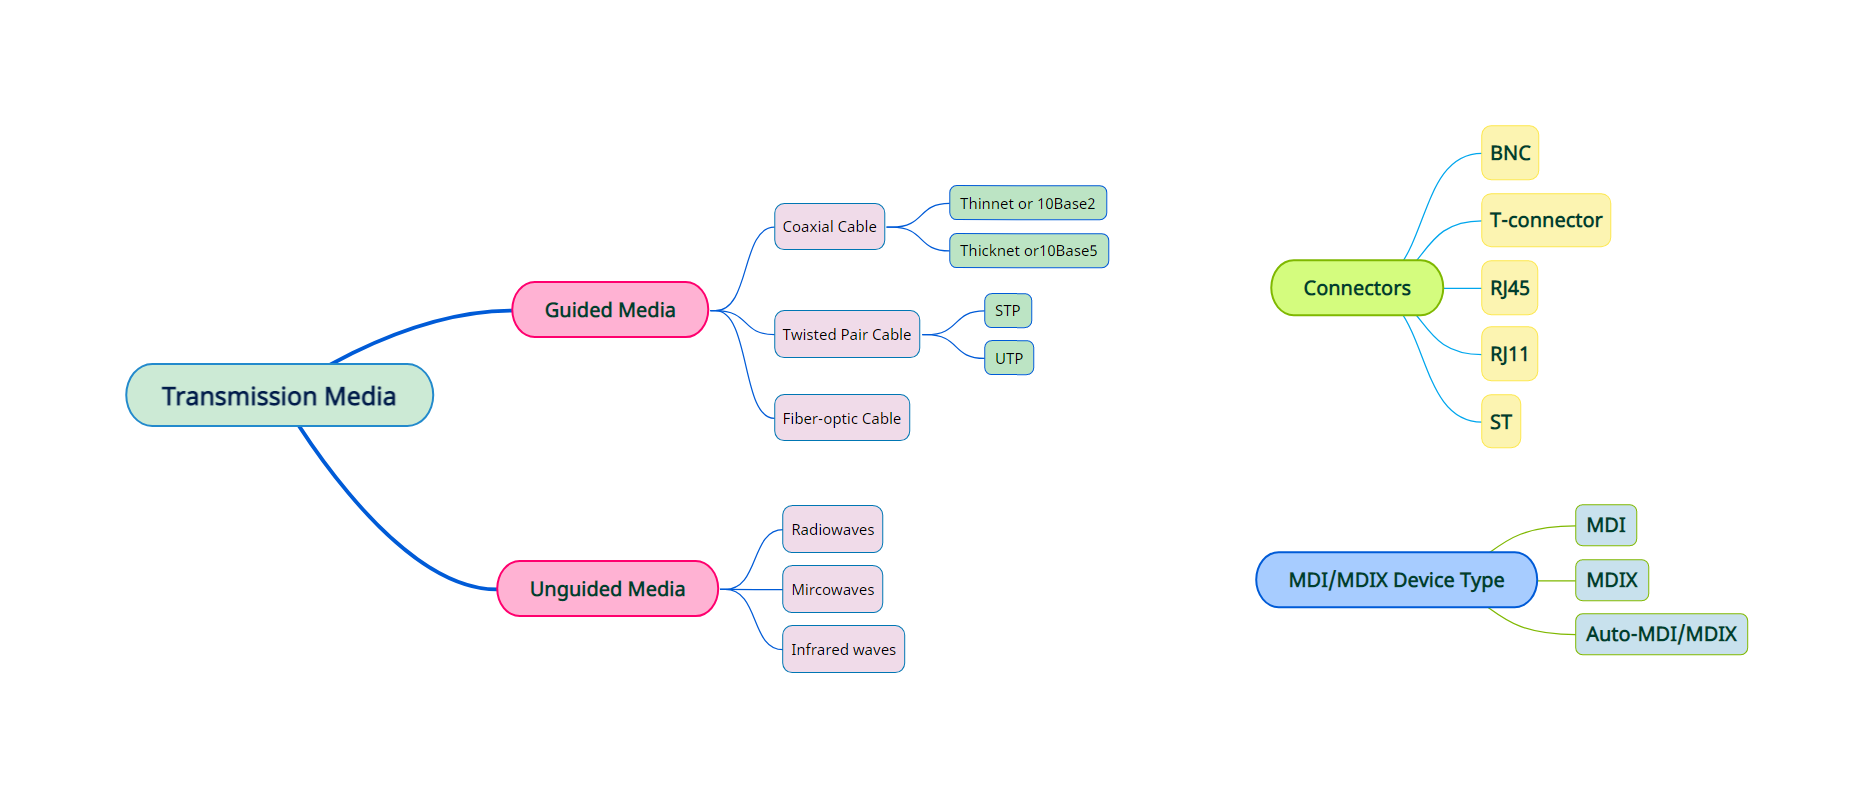 Transmission Media
Guided Media
Coaxial Cable
Thinnet or 10Base2
Thicknet or10Base5
Twisted Pair Cable
STP
UTP
Fiber-optic Cable
Unguided Media
Radiowaves
Mircowaves
Infrared waves
Connectors
BNC
T-connector
RJ45
RJ11
ST
MDI/MDIX Device Type
MDI
MDIX
Auto-MDI/MDIX